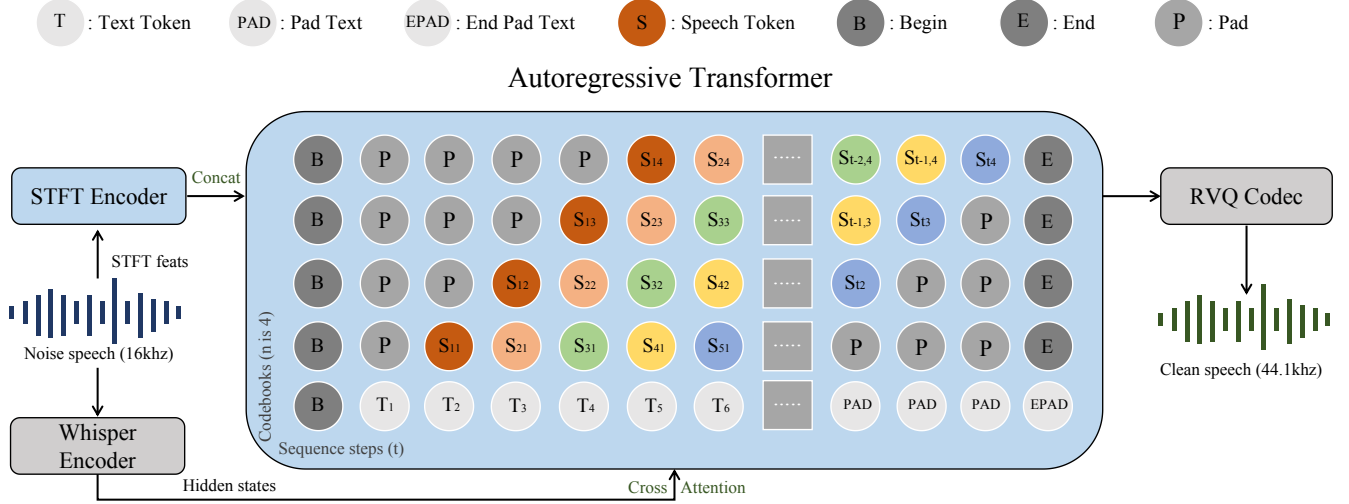 T : Text Token PAD : Pad Text EPAD : End Pad Text S : Speech Token B : Begin E : End P : Pad
Autoregressive Transformer
B P P P P S14 S24 ····· St-2,4 St-1,4 St4 E
B P P P S13 S23 S33 ····· St-1,3 St3 P E
B P P S12 S22 S32 S42 ····· St2 P P E
B P S11 S21 S31 S41 S51 ····· P P P E
B T1 T2 T3 T4 T5 T6 ····· PAD PAD PAD EPAD
Codebooks (n is 4)
Sequence steps (t)
STFT Encoder
Concat
STFT feats
Noise speech (16khz)
Whisper
Encoder
Hidden states
Cross Attention
RVQ Codec
Clean speech (44.1khz)